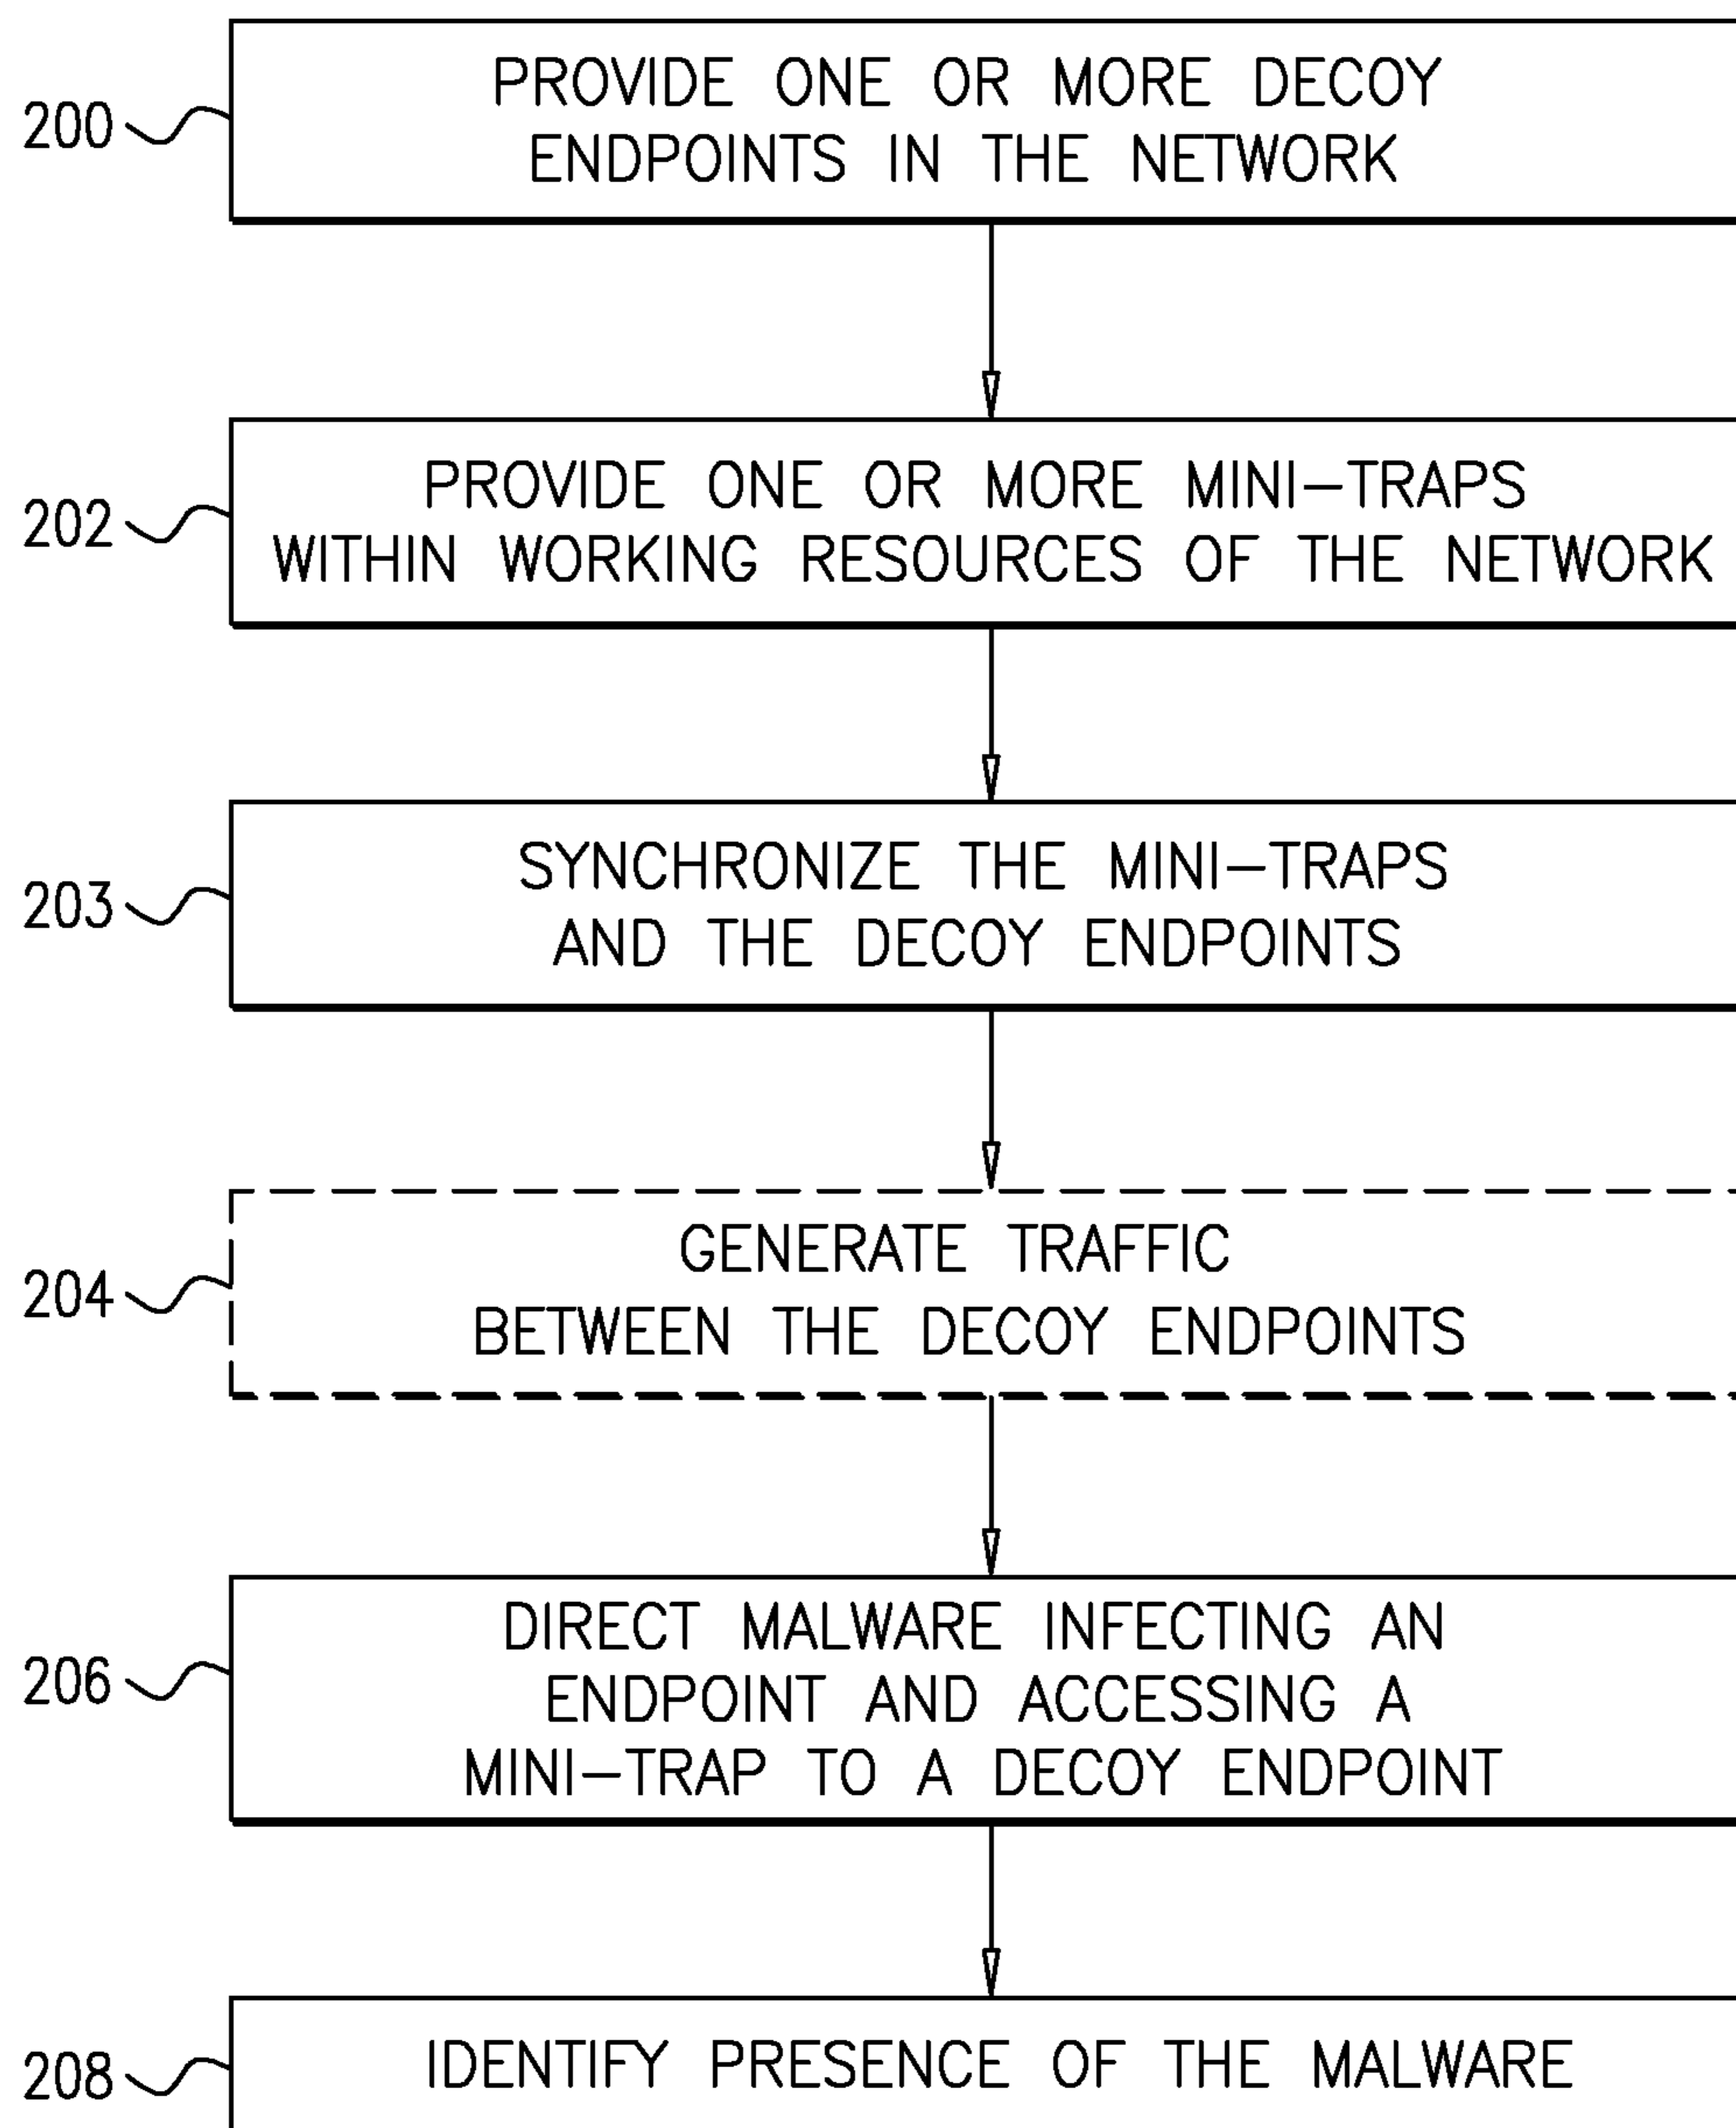 200
PROVIDE ONE OR MORE DECOY
ENDPOINTS IN THE NETWORK
202
PROVIDE ONE OR MORE MINI-TRAPS
WITHIN WORKING RESOURCES OF THE NETWORK
203
SYNCHRONIZE THE MINI-TRAPS
AND THE DECOY ENDPOINTS
204
GENERATE TRAFFIC
BETWEEN THE DECOY ENDPOINTS
206
DIRECT MALWARE INFECTING AN
ENDPOINT AND ACCESSING A
MINI-TRAP TO A DECOY ENDPOINT
208
IDENTIFY PRESENCE OF THE MALWARE